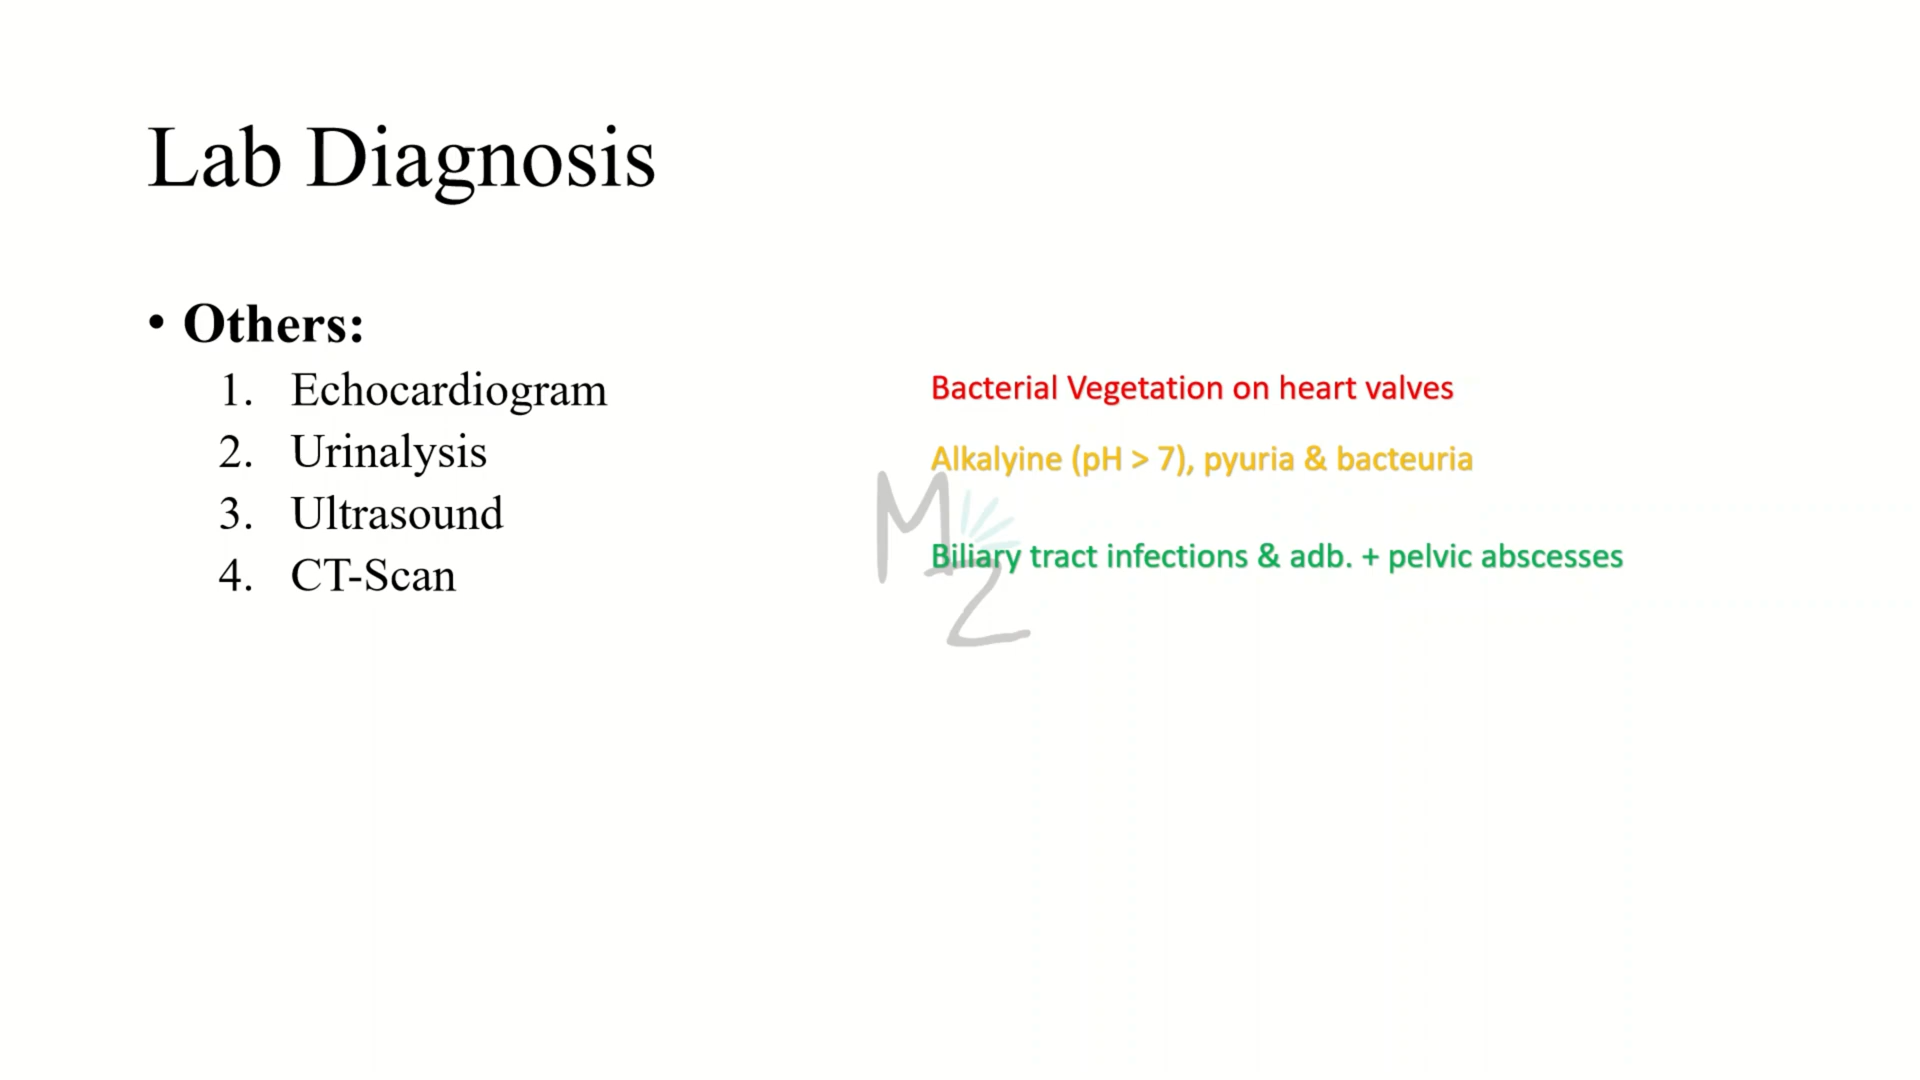 Lab Diagnosis
• Others:
1. Echocardiogram
Bacterial Vegetation on heart valves
2. Urinalysis
Alkalyine (pH > 7), pyuria & bacteuria
3. Ultrasound
Biliary tract infections & adb. + pelvic abscesses
4. CT-Scan
MZ